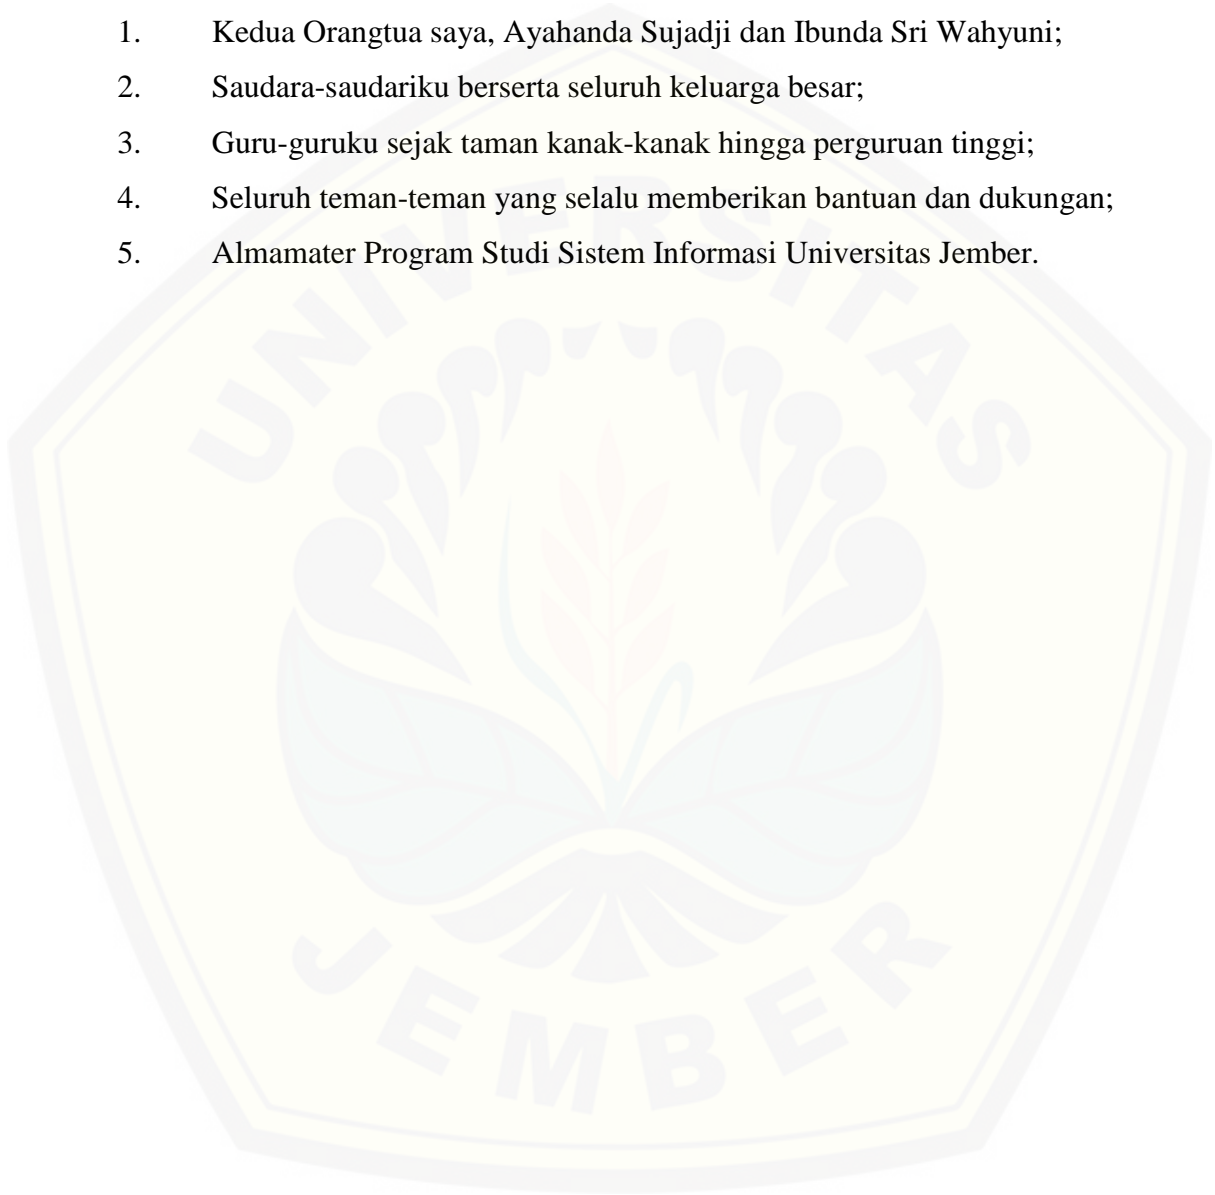 1. Kedua Orangtua saya, Ayahanda Sujadji dan Ibunda Sri Wahyuni;
2. Saudara-saudariku berserta seluruh keluarga besar;
3. Guru-guruku sejak taman kanak-kanak hingga perguruan tinggi;
4. Seluruh teman-teman yang selalu memberikan bantuan dan dukungan;
5. Almamater Program Studi Sistem Informasi Universitas Jember.
UNIVERSITAS
JEMBER